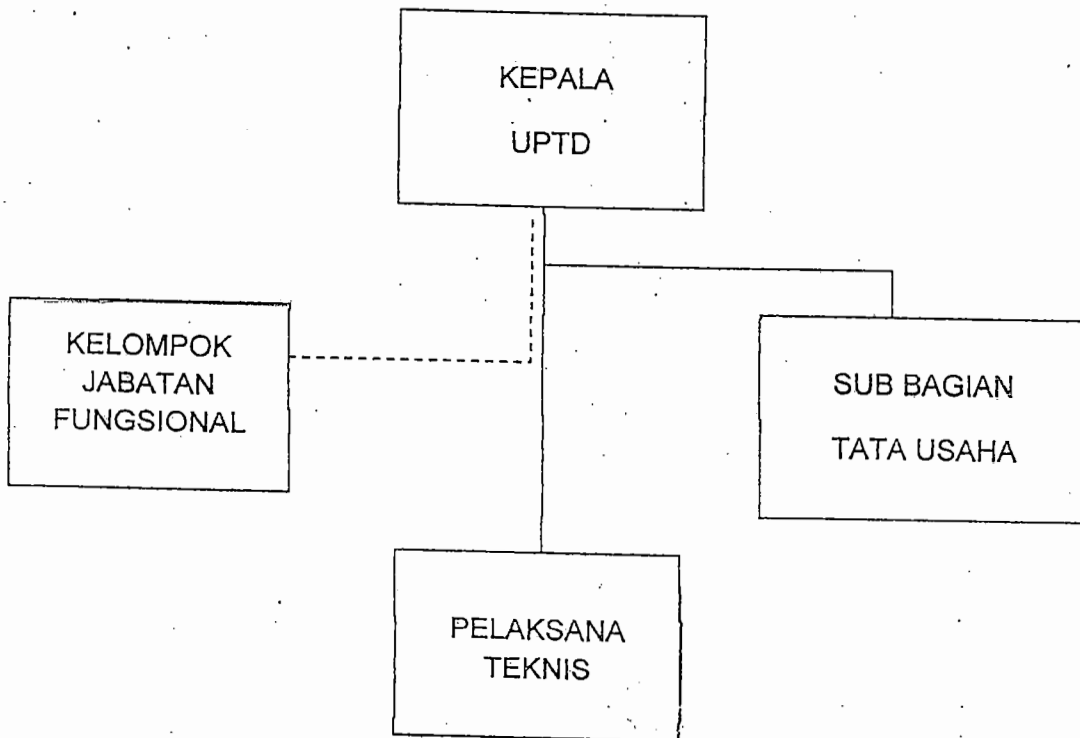 KEPALA
UPTD
KELOMPOK
JABATAN
FUNGSIONAL
SUB BAGIAN
TATA USAHA
PELAKSANA
TEKNIS